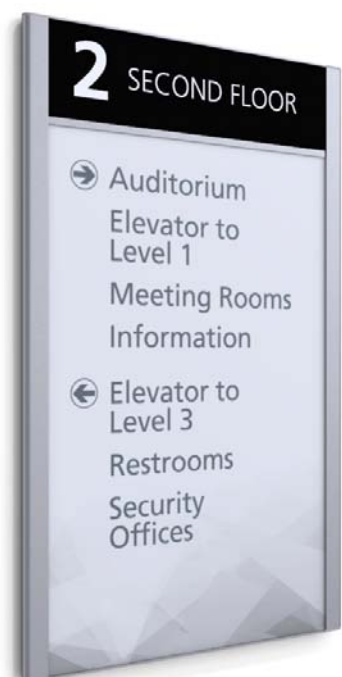 2 SECOND FLOOR
Auditorium
Elevator to
Level 1
Meeting Rooms
Information
Elevator to
Level 3
Restrooms
Security
Offices